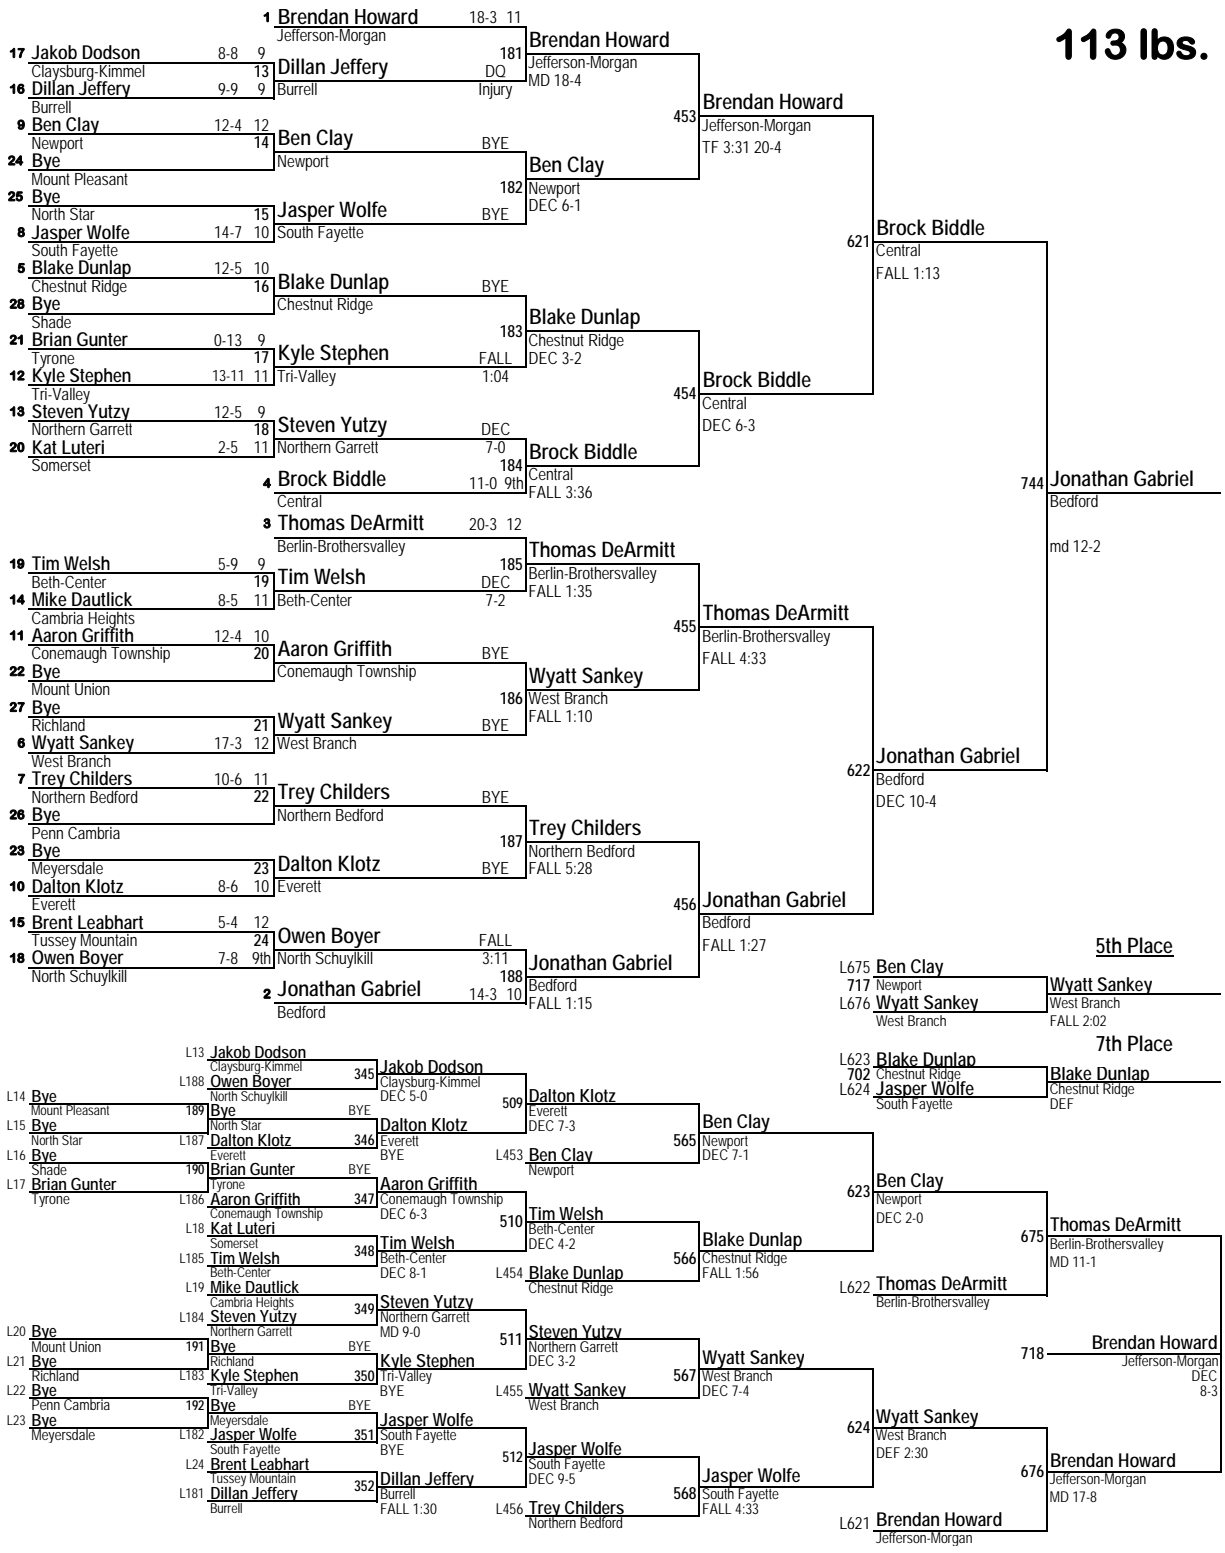 113 lbs.
1 Brendan Howard 18-3 11
Jefferson-Morgan
17 Jakob Dodson 8-8 9
Claysburg-Kimmel
13
16 Dillan Jeffery 9-9 9
Burrell
Dillan Jeffery DQ
Burrell Injury
181 Brendan Howard
Jefferson-Morgan
MD 18-4
9 Ben Clay 12-4 12
Newport
14
24 Bye
Mount Pleasant
Ben Clay BYE
Newport
25 Bye
North Star
15
8 Jasper Wolfe 14-7 10
South Fayette
Jasper Wolfe BYE
South Fayette
182 Ben Clay
Newport
DEC 6-1
453 Brendan Howard
Jefferson-Morgan
TF 3:31 20-4
5 Blake Dunlap 12-5 10
Chestnut Ridge
16
28 Bye
Shade
Blake Dunlap BYE
Chestnut Ridge
21 Brian Gunter 0-13 9
Tyrone
17
12 Kyle Stephen 13-11 11
Tri-Valley
Kyle Stephen FALL
Tri-Valley 1:04
183 Blake Dunlap
Chestnut Ridge
DEC 3-2
13 Steven Yutzy 12-5 9
Northern Garrett
18
20 Kat Luteri 2-5 11
Somerset
Steven Yutzy DEC
Northern Garrett 7-0
4 Brock Biddle 11-0 9th
Central
184 Brock Biddle
Central
FALL 3:36
454 Brock Biddle
Central
DEC 6-3
621 Brock Biddle
Central
FALL 1:13
3 Thomas DeArmitt 20-3 12
Berlin-Brothersvalley
19 Tim Welsh 5-9 9
Beth-Center
19
14 Mike Dautlick 8-5 11
Cambria Heights
Tim Welsh DEC
Beth-Center 7-2
185 Thomas DeArmitt
Berlin-Brothersvalley
FALL 1:35
11 Aaron Griffith 12-4 10
Conemaugh Township
20
22 Bye
Mount Union
Aaron Griffith BYE
Conemaugh Township
27 Bye
Richland
21
6 Wyatt Sankey 17-3 12
West Branch
Wyatt Sankey BYE
West Branch
186 Wyatt Sankey
West Branch
FALL 1:10
455 Thomas DeArmitt
Berlin-Brothersvalley
FALL 4:33
7 Trey Childers 10-6 11
Northern Bedford
22
26 Bye
Penn Cambria
Trey Childers BYE
Northern Bedford
23 Bye
Meyersdale
23
10 Dalton Klotz 8-6 10
Everett
Dalton Klotz BYE
Everett
187 Trey Childers
Northern Bedford
FALL 5:28
15 Brent Leabhart 5-4 12
Tussey Mountain
24
18 Owen Boyer 7-8 9th
North Schuylkill
Owen Boyer FALL
North Schuylkill 3:11
2 Jonathan Gabriel 14-3 10
Bedford
188 Jonathan Gabriel
Bedford
FALL 1:15
456 Jonathan Gabriel
Bedford
FALL 1:27
622 Jonathan Gabriel
Bedford
DEC 10-4
744 Jonathan Gabriel
Bedford
md 12-2
5th Place
L675 Ben Clay
717 Newport
L676 Wyatt Sankey
West Branch
Wyatt Sankey
West Branch
FALL 2:02
7th Place
L623 Blake Dunlap
702 Chestnut Ridge
L624 Jasper Wolfe
South Fayette
Blake Dunlap
Chestnut Ridge
DEF
L13 Jakob Dodson
Claysburg-Kimmel
L188 Owen Boyer
North Schuylkill
345 Jakob Dodson
Claysburg-Kimmel
DEC 5-0
L14 Bye
Mount Pleasant
L15 Bye
North Star
189 Bye BYE
North Star
L187 Dalton Klotz
Everett
346 Dalton Klotz
Everett
BYE
509 Dalton Klotz
Everett
DEC 7-3
L453 Ben Clay
Newport
565 Ben Clay
Newport
DEC 7-1
L16 Bye
Shade
L17 Brian Gunter
Tyrone
190 Brian Gunter BYE
Tyrone
L186 Aaron Griffith
Conemaugh Township
347 Aaron Griffith
Conemaugh Township
DEC 6-3
L18 Kat Luteri
Somerset
L185 Tim Welsh
Beth-Center
348 Tim Welsh
Beth-Center
DEC 8-1
510 Tim Welsh
Beth-Center
DEC 4-2
L454 Blake Dunlap
Chestnut Ridge
566 Blake Dunlap
Chestnut Ridge
FALL 1:56
623 Ben Clay
Newport
DEC 2-0
L622 Thomas DeArmitt
Berlin-Brothersvalley
675 Thomas DeArmitt
Berlin-Brothersvalley
MD 11-1
L19 Mike Dautlick
Cambria Heights
L184 Steven Yutzy
Northern Garrett
349 Steven Yutzy
Northern Garrett
MD 9-0
L20 Bye
Mount Union
L21 Bye
Richland
191 Bye BYE
Richland
L183 Kyle Stephen
Tri-Valley
350 Kyle Stephen
Tri-Valley
BYE
511 Steven Yutzy
Northern Garrett
DEC 3-2
L455 Wyatt Sankey
West Branch
567 Wyatt Sankey
West Branch
DEC 7-4
L22 Bye
Penn Cambria
L23 Bye
Meyersdale
192 Bye BYE
Meyersdale
L182 Jasper Wolfe
South Fayette
351 Jasper Wolfe
South Fayette
BYE
L24 Brent Leabhart
Tussey Mountain
L181 Dillan Jeffery
Burrell
352 Dillan Jeffery
Burrell
FALL 1:30
512 Jasper Wolfe
South Fayette
DEC 9-5
L456 Trey Childers
Northern Bedford
568 Jasper Wolfe
South Fayette
FALL 4:33
624 Wyatt Sankey
West Branch
DEF 2:30
L621 Brendan Howard
Jefferson-Morgan
676 Brendan Howard
Jefferson-Morgan
MD 17-8
718 Brendan Howard
Jefferson-Morgan
DEC
8-3